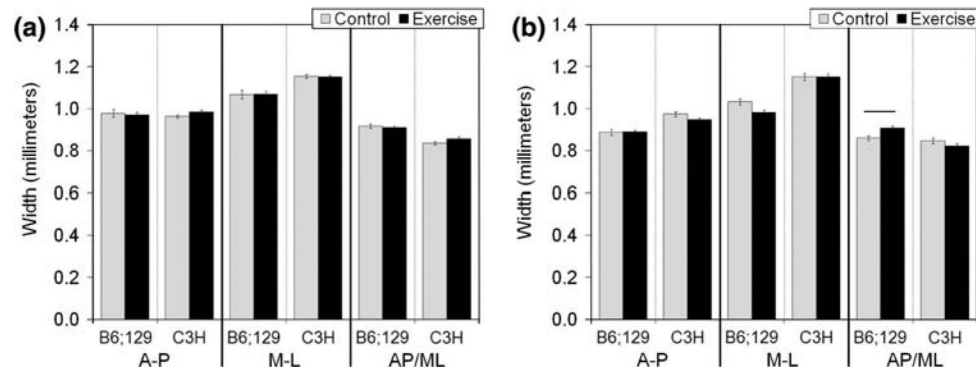 (a)
Control Exercise
Width (millimeters)
1.4
1.2
1.0
0.8
0.6
0.4
0.2
0.0
B6;129 C3H B6;129 C3H B6;129 C3H
A-P M-L AP/ML
(b)
Control Exercise
Width (millimeters)
1.4
1.2
1.0
0.8
0.6
0.4
0.2
0.0
B6;129 C3H B6;129 C3H B6;129 C3H
A-P M-L AP/ML